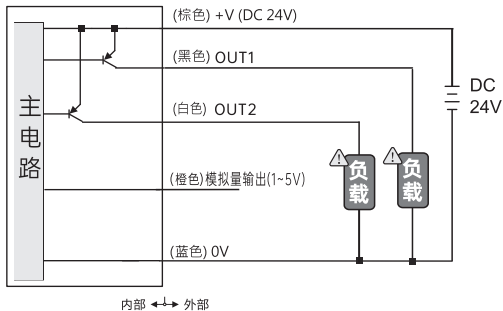 (棕色) +V (DC 24V)
(黑色) OUT1
DC
24V
主电路
(白色) OUT2
负载
负载
(橙色)模拟量输出(1~5V)
(蓝色) 0V
内部
外部